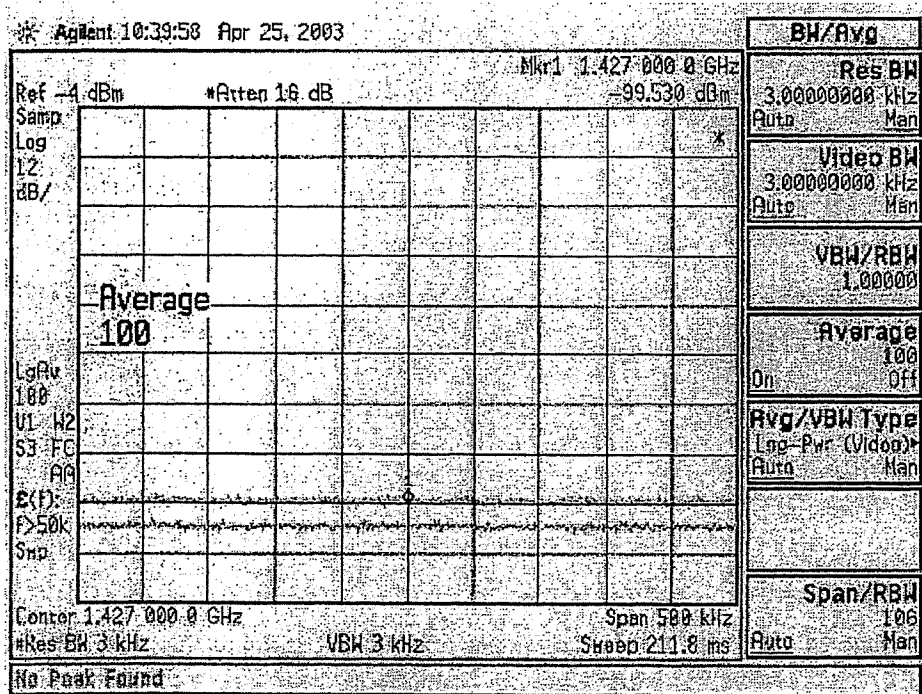 Agilent 10:39:58 Apr 25, 2003
BW/Avg
Mkr1 1.427 000 0 GHz
Ref -4 dBm
*Atten 16 dB
-99.530 dBm
Samp
Log
12
dB/
Average
100
LgAv
100
V1 W2
S3 FC
AA
£(f):
f>50k
Swp
Center 1.427 000 0 GHz
Span 500 kHz
*Res BW 3 kHz
VBW 3 kHz
Sweep 211.8 ms
No Peak Found
Res BW
3.00000000 kHz
Auto Man
Video BW
3.00000000 kHz
Auto Man
VBW/RBW
1.00000
Average
100
On Off
Avg/VBW Type
Log-Pwr (Video)
Auto Man
Span/RBW
106
Auto Man